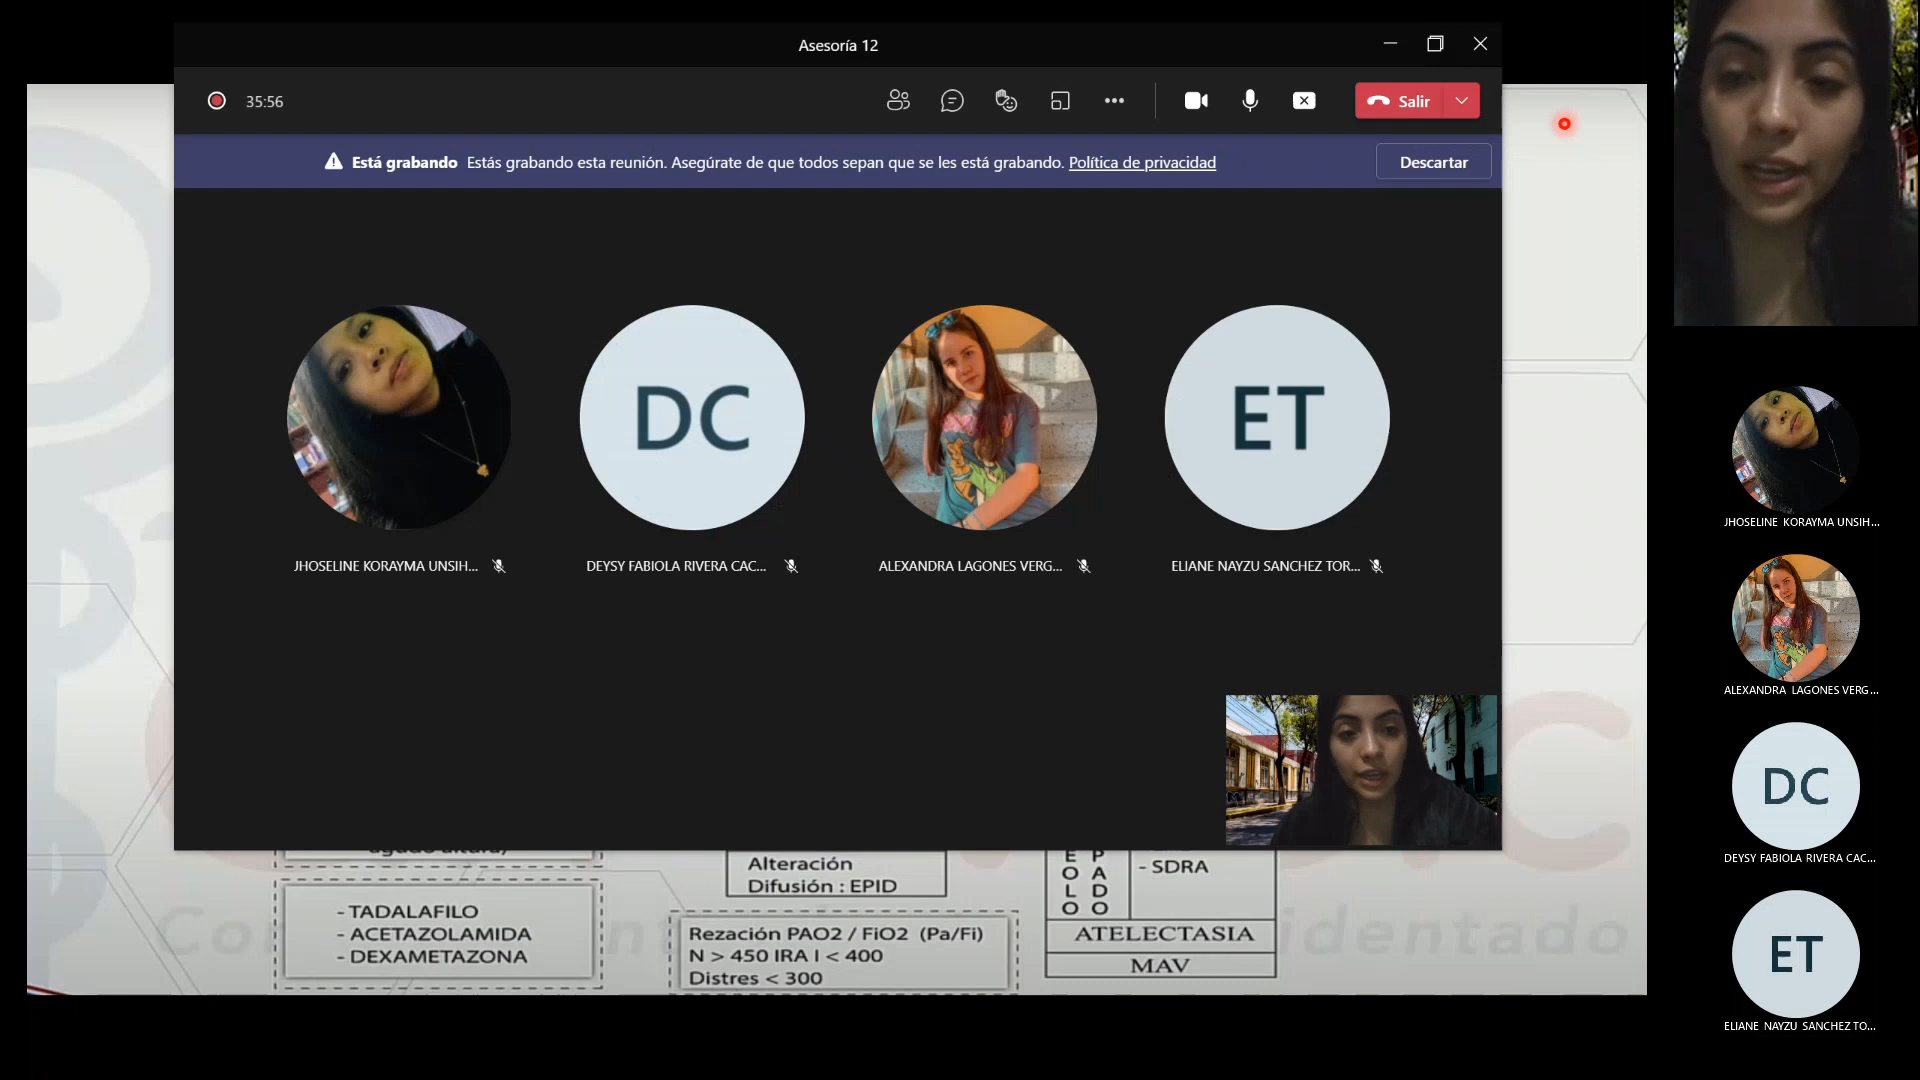 Asesoría 12
35:56
Salir
Está grabando Estás grabando esta reunión. Asegúrate de que todos sepan que se les está grabando. Política de privacidad
Descartar
DC
ET
JHOSELINE KORAYMA UNSIH...
DEYSY FABIOLA RIVERA CAC...
ALEXANDRA LAGONES VERG...
ELIANE NAYZU SANCHEZ TOR...
Alteración
Difusión : EPID
E P
O A
L D
O O
- SDRA
- TADALAFILO
- ACETAZOLAMIDA
- DEXAMETAZONA
Rezación PAO2 / FiO2 (Pa/Fi)
N > 450 IRA I < 400
Distres < 300
ATELECTASIA
MAV
JHOSELINE KORAYMA UNSIH...
ALEXANDRA LAGONES VERG...
DC
DEYSY FABIOLA RIVERA CAC...
ET
ELIANE NAYZU SANCHEZ TO...